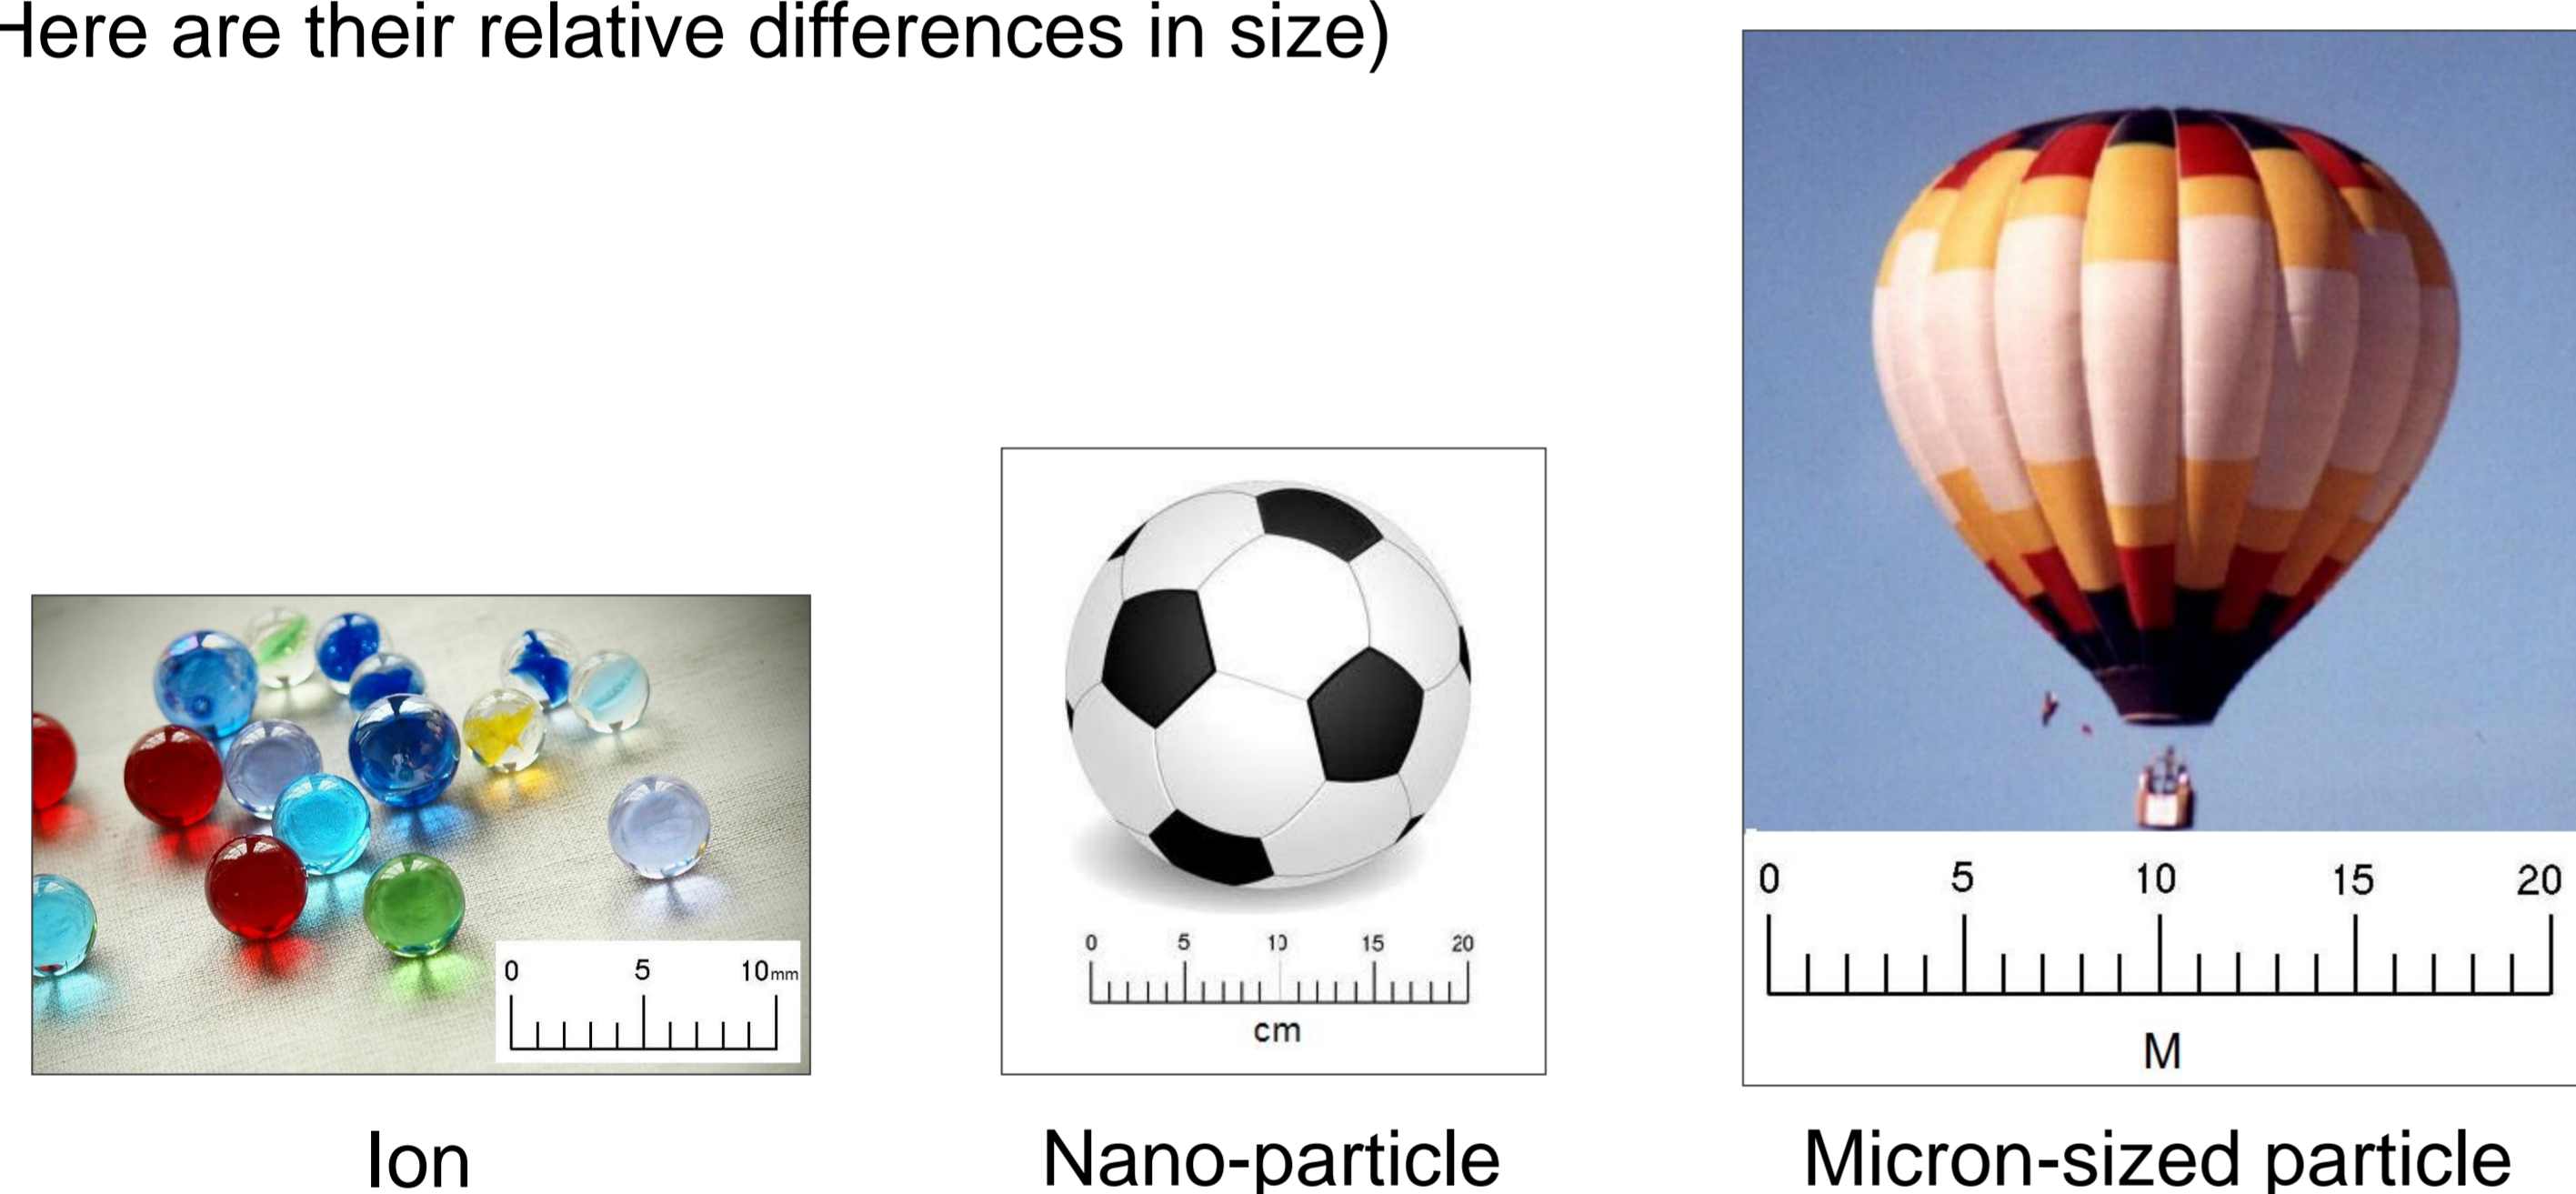 Here are their relative differences in size)
0 5 10mm
0 5 10 15 20
cm
0 5 10 15 20
M
Ion
Nano-particle
Micron-sized particle